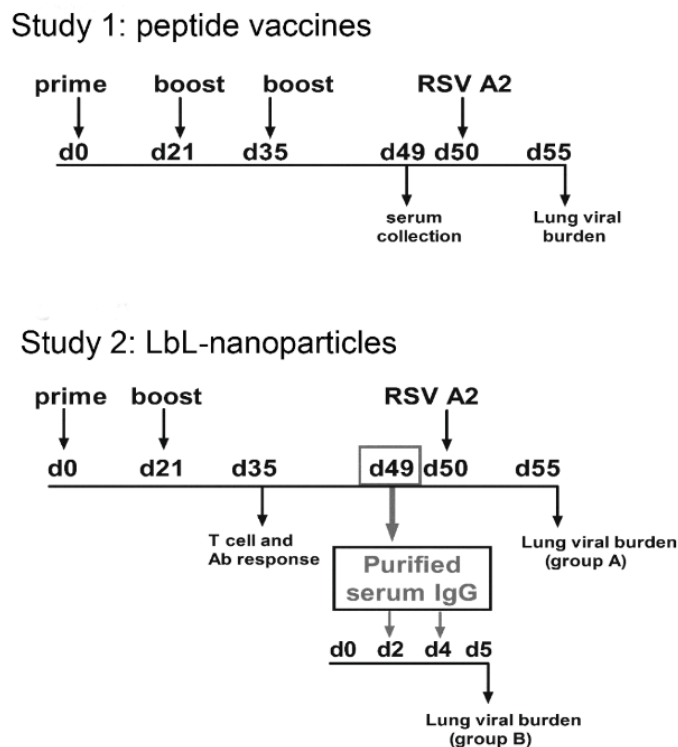 Study 1: peptide vaccines
prime boost boost RSV A2
d0 d21 d35 d49 d50 d55
serum
collection
Lung viral
burden
Study 2: LbL-nanoparticles
prime boost RSV A2
d0 d21 d35 d49 d50 d55
T cell and
Ab response
Lung viral burden
(group A)
Purified
serum IgG
d0 d2 d4 d5
Lung viral burden
(group B)